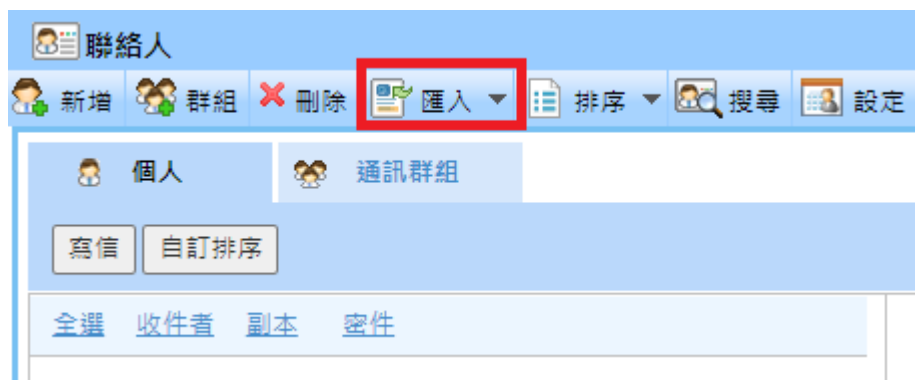 聯絡人
新增 群組 刪除 匯入 排序 搜尋 設定
個人 通訊群組
寫信 自訂排序
全選 收件者 副本 密件